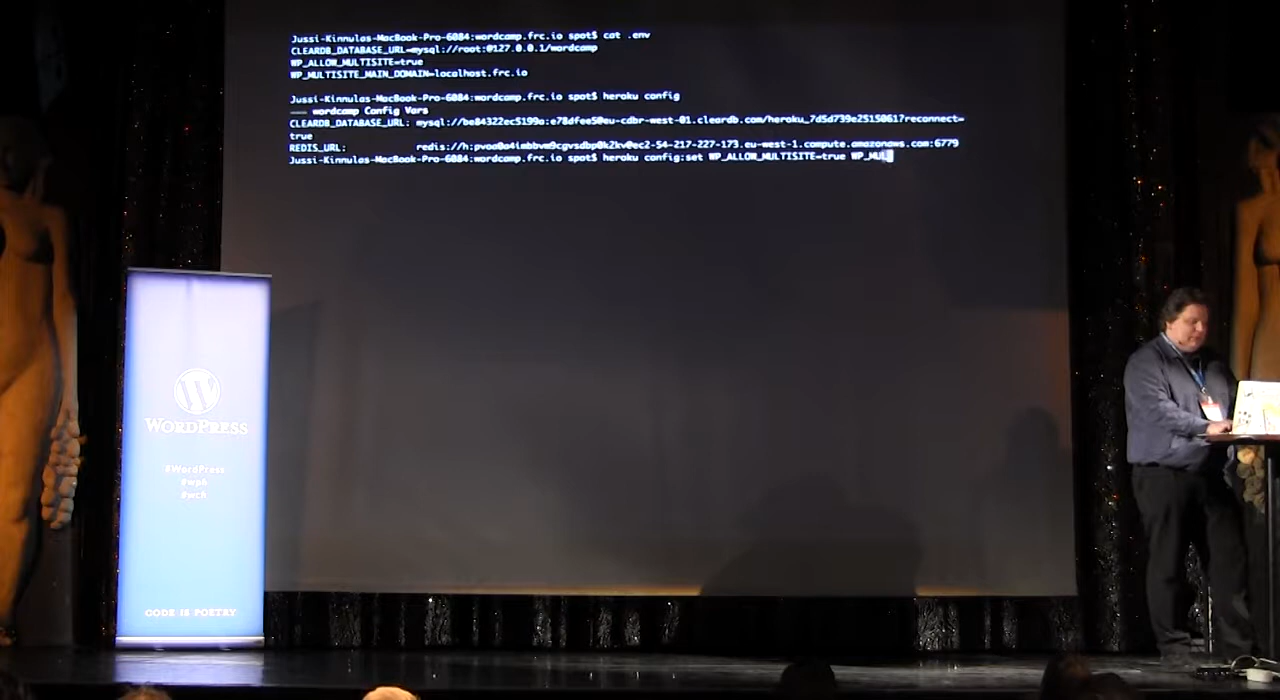 Jussi-Kinnulas-MacBook-Pro-6084:wordcamp.frc.io spot$ cat .env
CLEARDB_DATABASE_URL=mysql://root:@127.0.0.1/wordcamp
WP_ALLOW_MULTISITE=true
WP_MULTISITE_MAIN_DOMAIN=localhost.frc.io
Jussi-Kinnulas-MacBook-Pro-6084:wordcamp.frc.io spot$ heroku config
=== wordcamp Config Vars
CLEARDB_DATABASE_URL:
true
REDIS_URL:
Jussi-Kinnulas-MacBook-Pro-6084:wordcamp.frc.io spot$ heroku config:set WP_ALLOW_MULTISITE=true WP_MUL
WORDPRESS
#WordPress
#wch
CODE IS POETRY